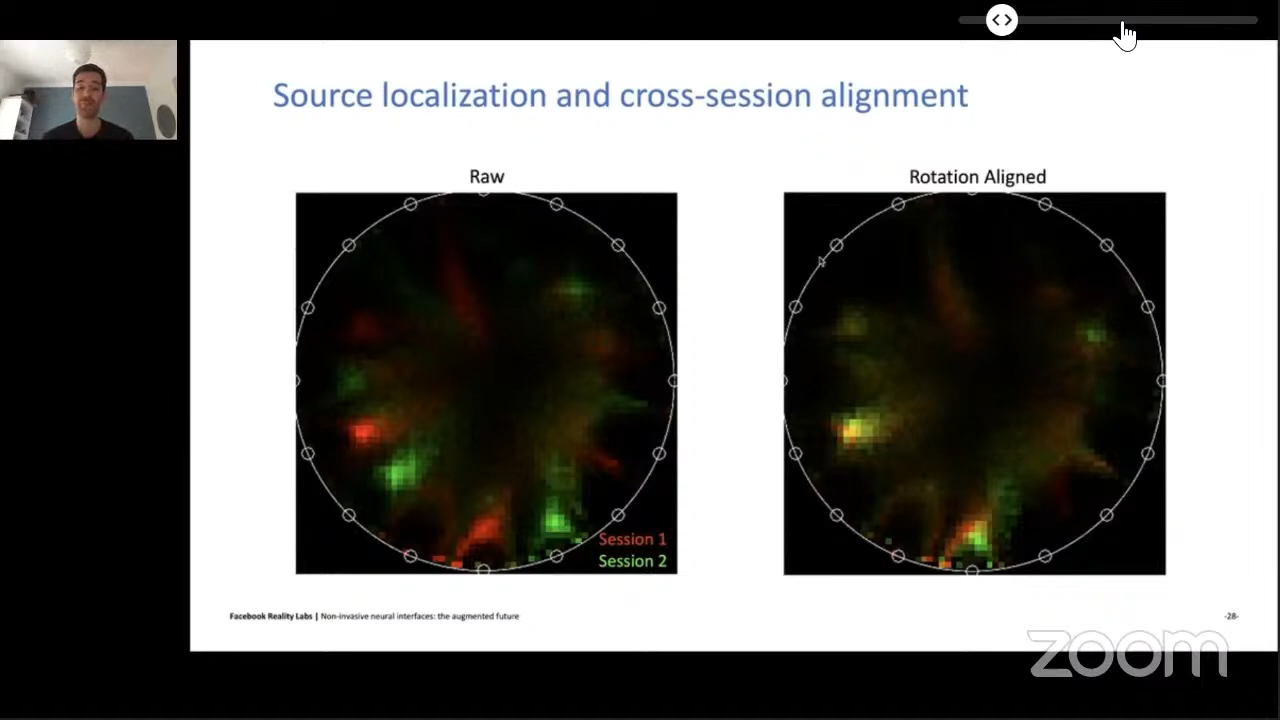 Source localization and cross-session alignment
Raw
Rotation Aligned
Session 1
Session 2
Facebook Reality Labs | Non-invasive neural interfaces: the augmented future
-28-
zoom